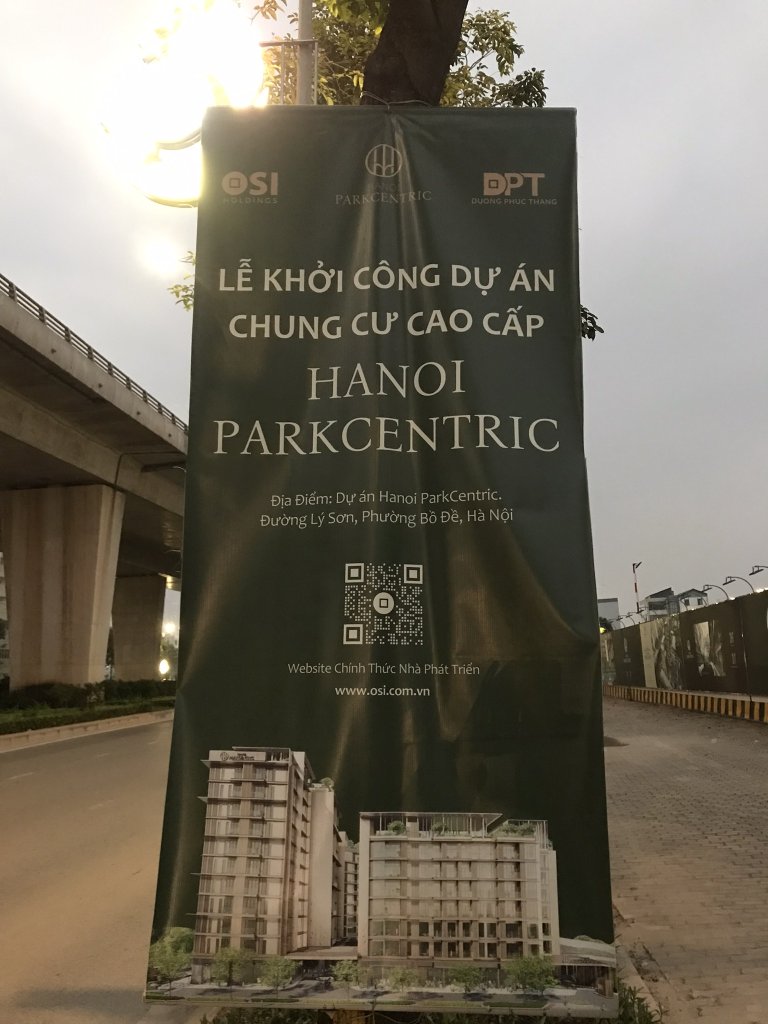 OSI
HOLDINGS
HANOI
PARKCENTRIC
DPT
DUONG PHUC THANG
LỄ KHỞI CÔNG DỰ ÁN
CHUNG CƯ CAO CẤP
HANOI
PARKCENTRIC
Địa Điểm: Dự án Hanoi ParkCentric.
Đường Lý Sơn, Phường Bồ Đề, Hà Nội
Website Chính Thức Nhà Phát Triển
www.osi.com.vn